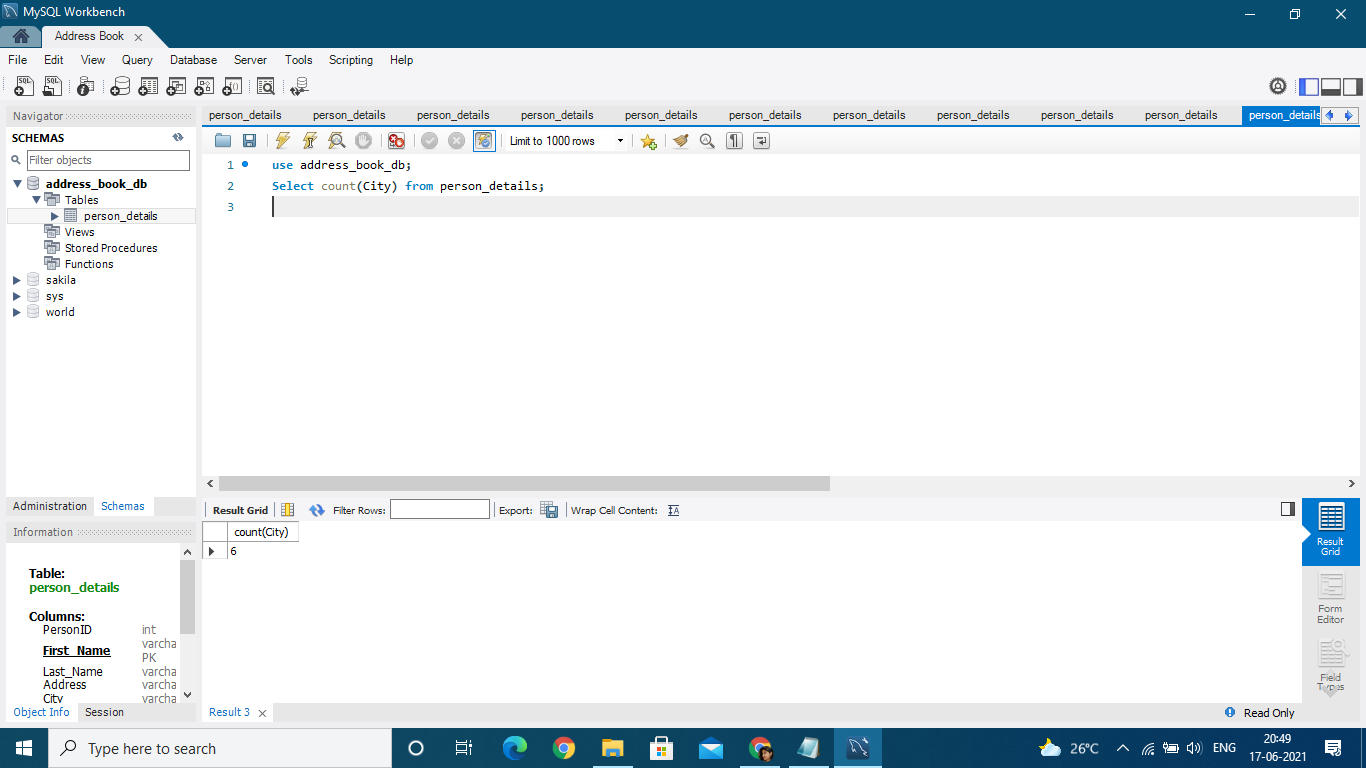 MySQL Workbench
Address Book
File Edit View Query Database Server Tools Scripting Help
Navigator
SCHEMAS
Filter objects
address_book_db
Tables
person_details
Views
Stored Procedures
Functions
sakila
sys
world
Administration Schemas
Information
Table:
person_details
Columns:
PersonID int
First_Name varcha
PK
Last_Name varcha
Address varcha
City varcha
Object Info Session
person_details person_details person_details person_details person_details person_details person_details person_details person_details person_details person_details
Limit to 1000 rows
1 use address_book_db;
2 Select count(City) from person_details;
3
Result Grid Filter Rows: Export: Wrap Cell Content:
count(City)
6
Result
Grid
Form
Editor
Field
Types
Result 3
Read Only
Type here to search
26°C ENG
20:49
17-06-2021